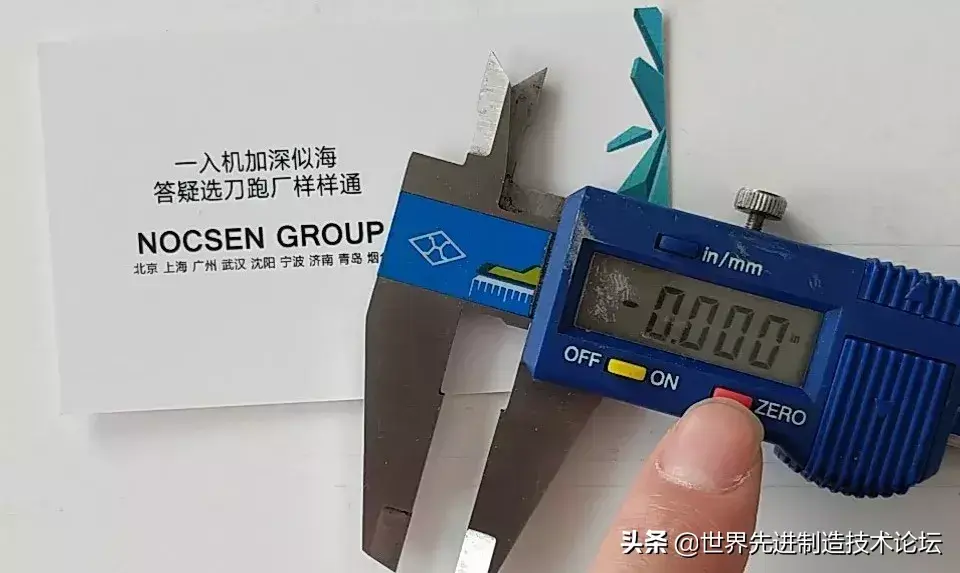 一入机加深似海
答疑选刀跑厂样样通
NOCSEN GROUP
北京 上海 广州 武汉 沈阳 宁波 济南 青岛 烟
in/mm
-0.000 in
OFF ON
ZERO
头条 @世界先进制造技术论坛